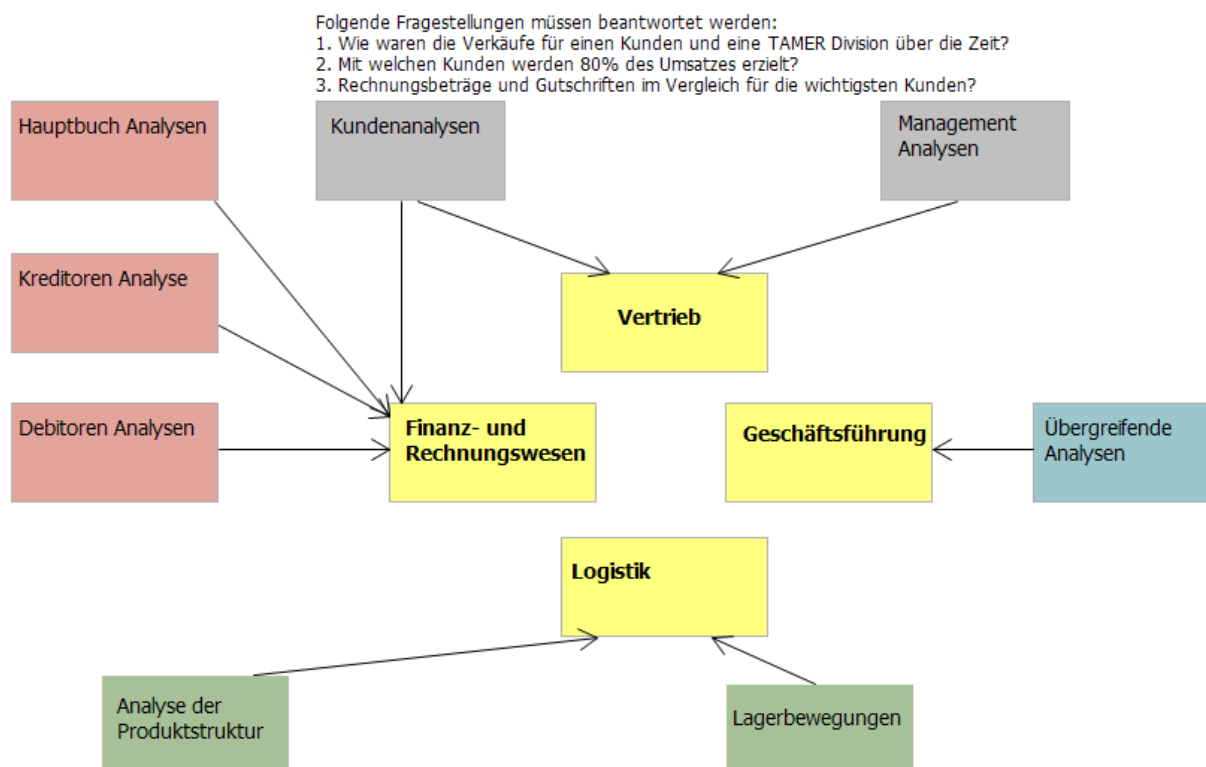 Folgende Fragestellungen müssen beantwortet werden:
1. Wie waren die Verkäufe für einen Kunden und eine TAMER Division über die Zeit?
2. Mit welchen Kunden werden 80% des Umsatzes erzielt?
3. Rechnungsbeträge und Gutschriften im Vergleich für die wichtigsten Kunden?
Hauptbuch Analysen
Kundenanalysen
Management
Analysen
Kreditoren Analyse
Vertrieb
Debitoren Analysen
Finanz- und
Rechnungswesen
Geschäftsführung
Übergreifende
Analysen
Logistik
Analyse der
Produktstruktur
Lagerbewegungen